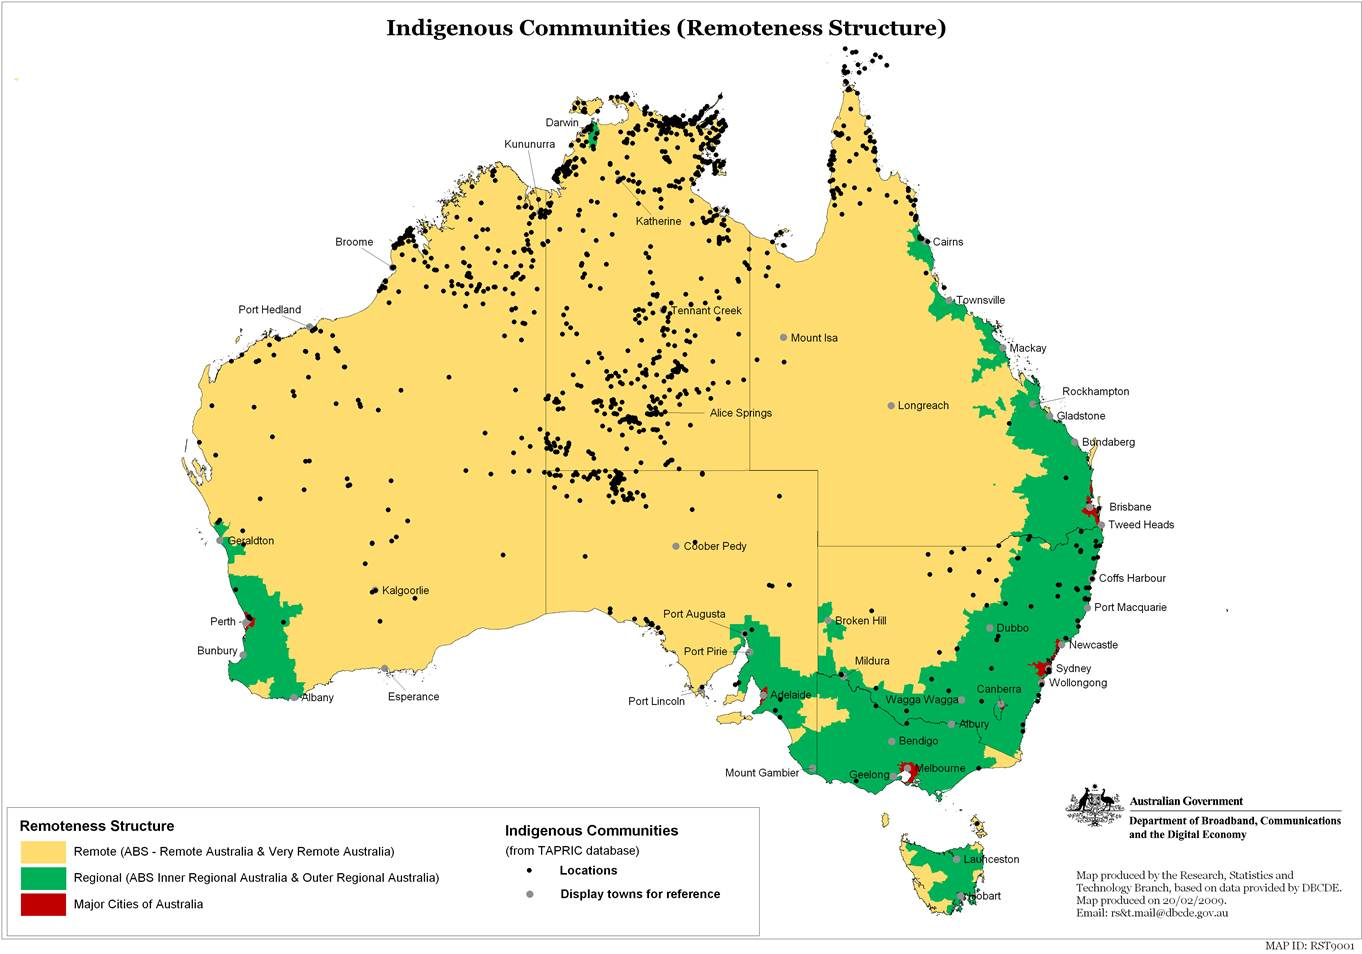 Indigenous Communities (Remoteness Structure)
Darwin
Kununurra
Katherine
Broome
Cairns
Port Hedland
Townsville
Tennant Creek
Mount Isa
Mackay
Rockhampton
Longreach
Alice Springs
Gladstone
Bundaberg
Brisbane
Tweed Heads
Geraldton
Coober Pedy
Coffs Harbour
Kalgoorlie
Port Macquarie
Port Augusta
Perth
Broken Hill
Dubbo
Bunbury
Port Pirie
Newcastle
Mildura
Sydney
Wollongong
Albany
Esperance
Port Lincoln
Adelaide
Canberra
Wagga Wagga
Albury
Bendigo
Mount Gambier
Geelong
Melbourne
Launceston
Hobart
Remoteness Structure
Remote (ABS - Remote Australia & Very Remote Australia)
Regional (ABS Inner Regional Australia & Outer Regional Australia)
Major Cities of Australia
Indigenous Communities
(from TAPRIC database)
Locations
Display towns for reference
Australian Government
Department of Broadband, Communications
and the Digital Economy
Map produced by the Research, Statistics and
Technology Branch, based on data provided by DBCDE.
Map produced on 20/02/2009.
Email: rs&t.mail@dbcde.gov.au
MAP ID: RST9001